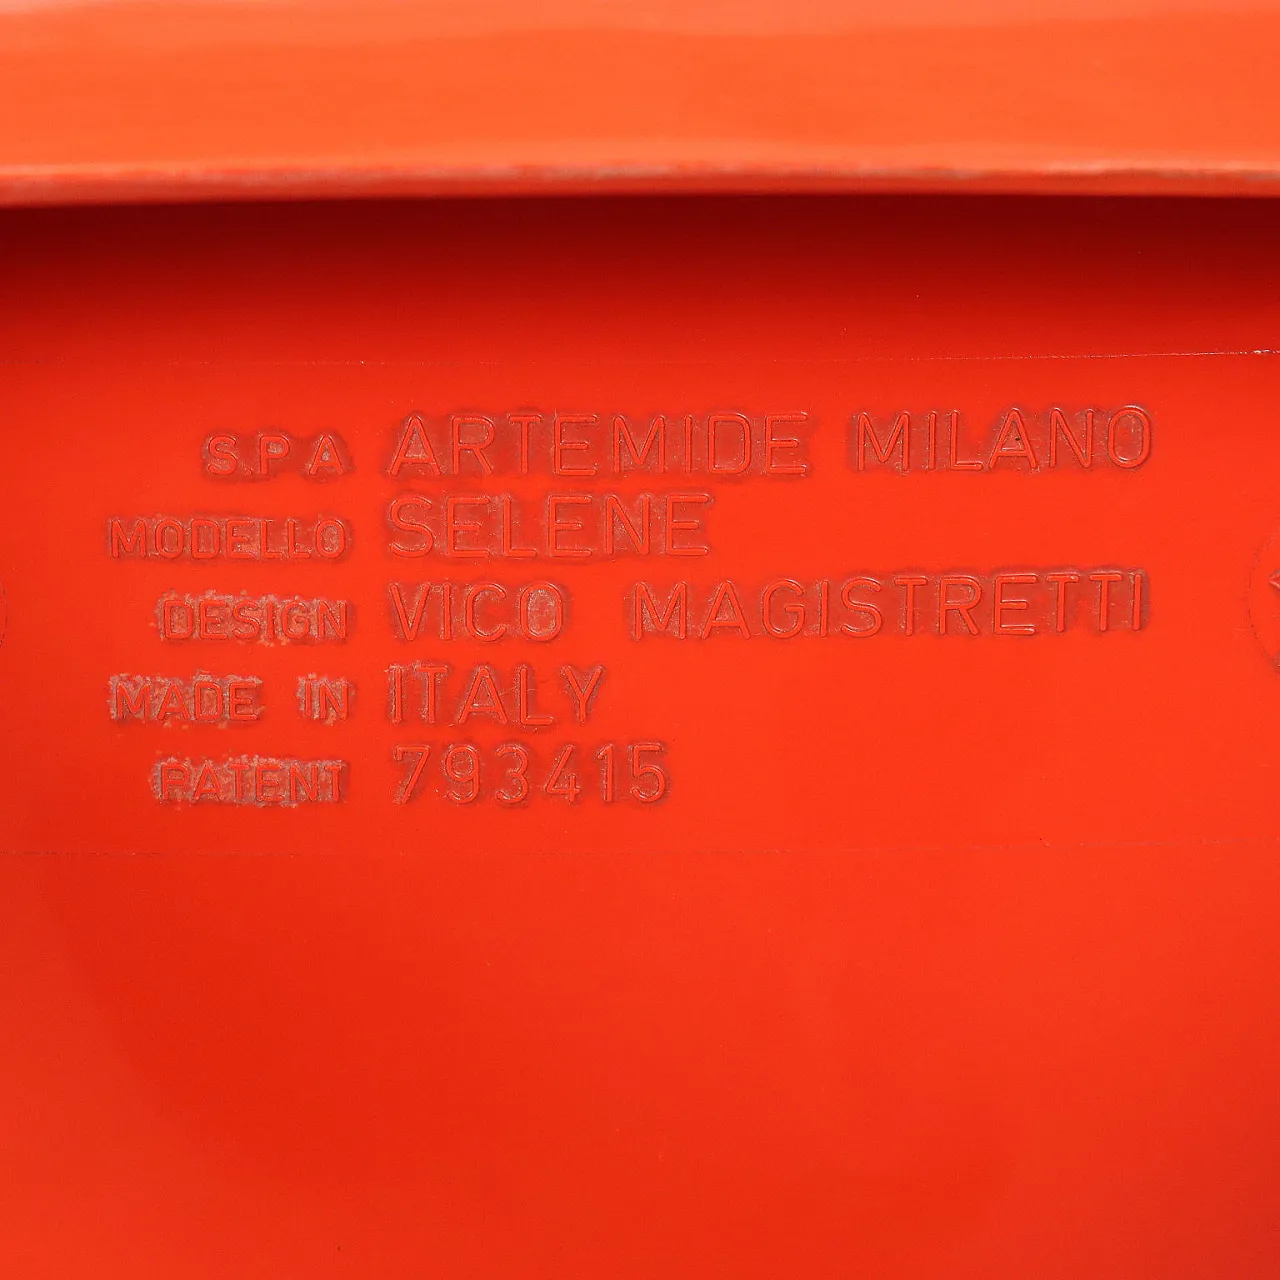 S.P.A ARTEMIDE MILANO
MODELLO SELENE
DESIGN VICO MAGISTRETTI
MADE IN ITALY
PATENT 793415